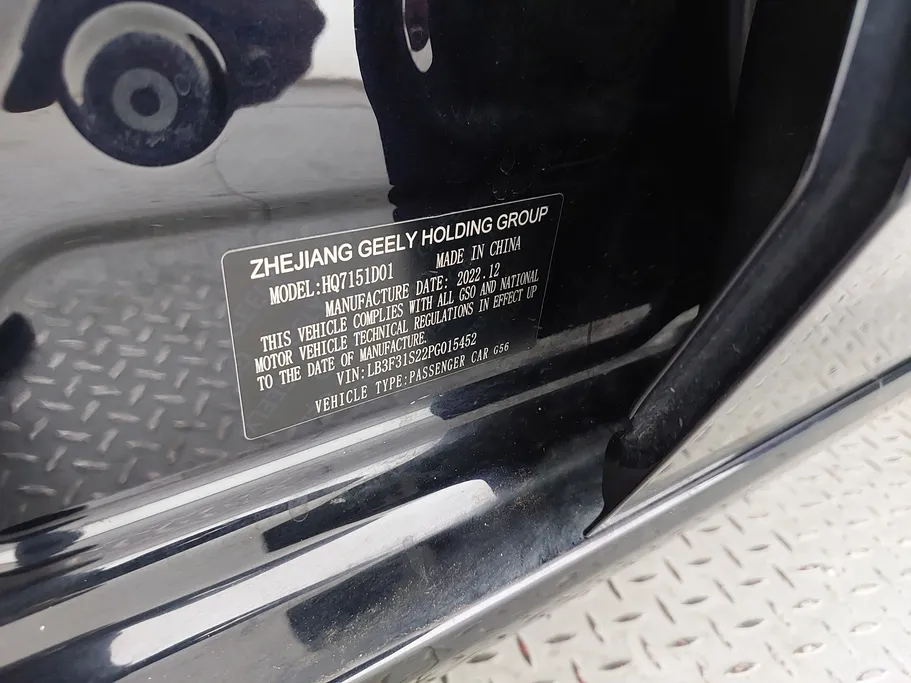 ZHEJIANG GEELY HOLDING GROUP
MADE IN CHINA
MODEL:HQ7151D01
MANUFACTURE DATE: 2022.12
THIS VEHICLE COMPLIES WITH ALL GSO AND NATIONAL
MOTOR VEHICLE TECHNICAL REGULATIONS IN EFFECT UP
TO THE DATE OF MANUFACTURE.
VIN:LB3F31S22PG015452
VEHICLE TYPE:PASSENGER CAR G56